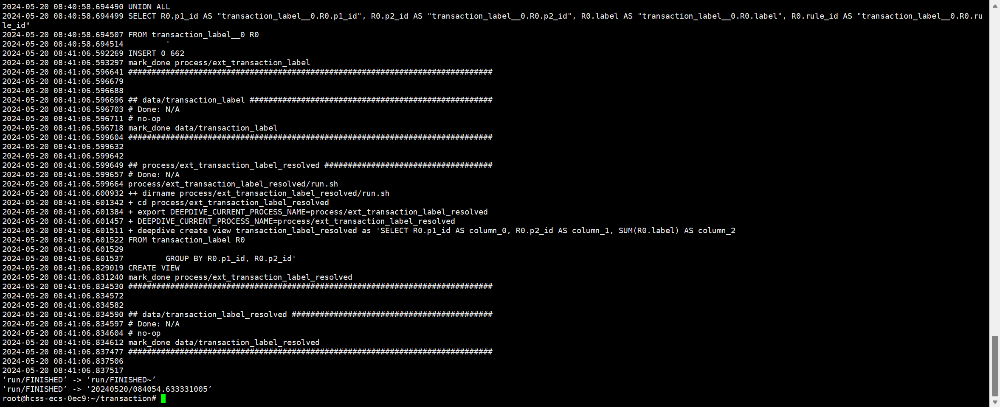 2024-05-20 08:40:58.694490 UNION ALL
2024-05-20 08:40:58.694499 SELECT R0.p1_id AS "transaction_label__0.R0.p1_id", R0.p2_id AS "transaction_label__0.R0.p2_id", R0.label AS "transaction_label__0.R0.label", R0.rule_id AS "transaction_label__0.R0.ru
le_id"
2024-05-20 08:40:58.694507 FROM transaction_label__0 R0
2024-05-20 08:40:58.694514         '
2024-05-20 08:41:06.592269 INSERT 0 662
2024-05-20 08:41:06.593297 mark_done process/ext_transaction_label
2024-05-20 08:41:06.596641 ##############################################################################
2024-05-20 08:41:06.596679
2024-05-20 08:41:06.596688
2024-05-20 08:41:06.596696 ## data/transaction_label ####################################################
2024-05-20 08:41:06.596703 # Done: N/A
2024-05-20 08:41:06.596711 # no-op
2024-05-20 08:41:06.596718 mark_done data/transaction_label
2024-05-20 08:41:06.599604 ##############################################################################
2024-05-20 08:41:06.599632
2024-05-20 08:41:06.599642
2024-05-20 08:41:06.599649 ## process/ext_transaction_label_resolved ####################################
2024-05-20 08:41:06.599657 # Done: N/A
2024-05-20 08:41:06.599664 process/ext_transaction_label_resolved/run.sh
2024-05-20 08:41:06.600932 ++ dirname process/ext_transaction_label_resolved/run.sh
2024-05-20 08:41:06.601342 + cd process/ext_transaction_label_resolved
2024-05-20 08:41:06.601384 + export DEEPDIVE_CURRENT_PROCESS_NAME=process/ext_transaction_label_resolved
2024-05-20 08:41:06.601457 + DEEPDIVE_CURRENT_PROCESS_NAME=process/ext_transaction_label_resolved
2024-05-20 08:41:06.601511 + deepdive create view transaction_label_resolved as 'SELECT R0.p1_id AS column_0, R0.p2_id AS column_1, SUM(R0.label) AS column_2
2024-05-20 08:41:06.601522 FROM transaction_label R0
2024-05-20 08:41:06.601529
2024-05-20 08:41:06.601537         GROUP BY R0.p1_id, R0.p2_id'
2024-05-20 08:41:06.829019 CREATE VIEW
2024-05-20 08:41:06.831240 mark_done process/ext_transaction_label_resolved
2024-05-20 08:41:06.834530 ##############################################################################
2024-05-20 08:41:06.834572
2024-05-20 08:41:06.834582
2024-05-20 08:41:06.834590 ## data/transaction_label_resolved ###########################################
2024-05-20 08:41:06.834597 # Done: N/A
2024-05-20 08:41:06.834604 # no-op
2024-05-20 08:41:06.834612 mark_done data/transaction_label_resolved
2024-05-20 08:41:06.837477 ##############################################################################
2024-05-20 08:41:06.837506
2024-05-20 08:41:06.837517
‘run/FINISHED’ -> ‘run/FINISHED~’
‘run/FINISHED’ -> ‘20240520/084054.633331005’
root@hcss-ecs-0ec9:~/transaction#